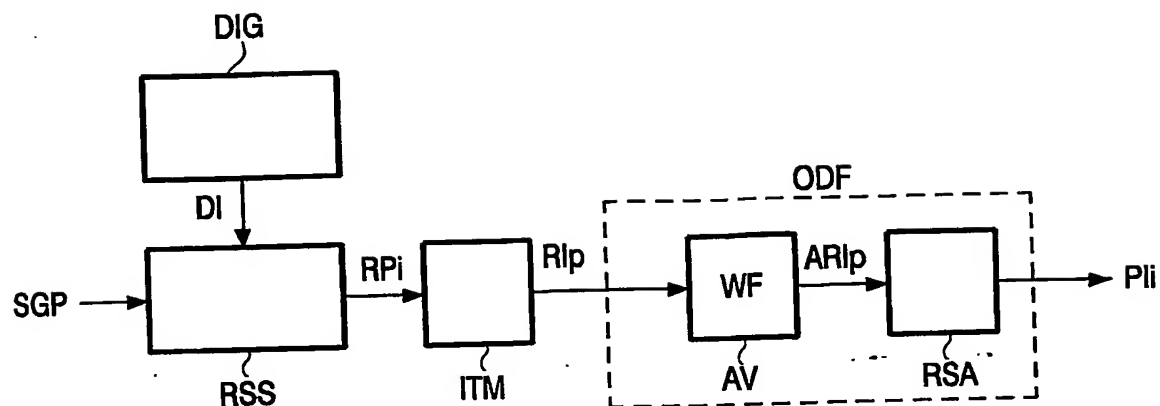 DIG
ODF
DI
SGP
RPi
RIp
WF
ARIp
PIi
RSS
ITM
AV
RSA